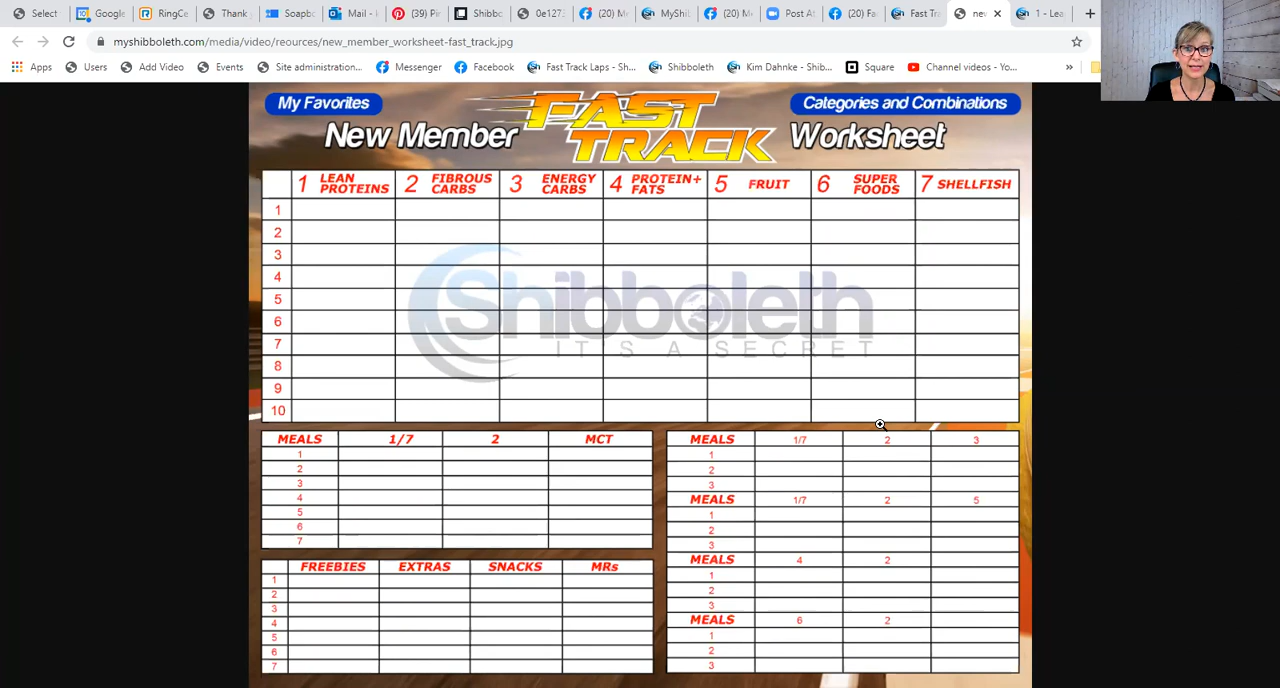 Select
Google
RingCe
Thank y
Soapbo
Mail - k
(39) Pi
Shibbo
0e1273
(20) Me
MyShib
(20) Me
Post At
(20) Fa
Fast Tra
new
1 - Lea
myshibboleth.com/media/video/reources/new_member_worksheet-fast_track.jpg
Apps
Users
Add Video
Events
Site administration...
Messenger
Fac
Fast Track Laps - Sh...
Shibboleth
Kim Dahnke - Shib...
Square
Channel videos - Yo...
»
My Favorites
FAST TRACK
Categories and Combinations
New Member
Worksheet
1 LEAN PROTEINS 2 FIBROUS CARBS 3 ENERGY CARBS 4 PROTEIN+ FATS 5 FRUIT 6 SUPER FOODS 7 SHELLFISH
1
2
3
4
5
6
7
8
9
10
Shibboleth
IT'S A SECRET
MEALS 1/7 2 MCT
1
2
3
4
5
6
7
FREEBIES EXTRAS SNACKS MRs
1
2
3
4
5
6
7
MEALS 1/7 2 3
1
2
3
MEALS 1/7 2 5
1
2
3
MEALS 4 2
1
2
3
MEALS 6 2
1
2
3